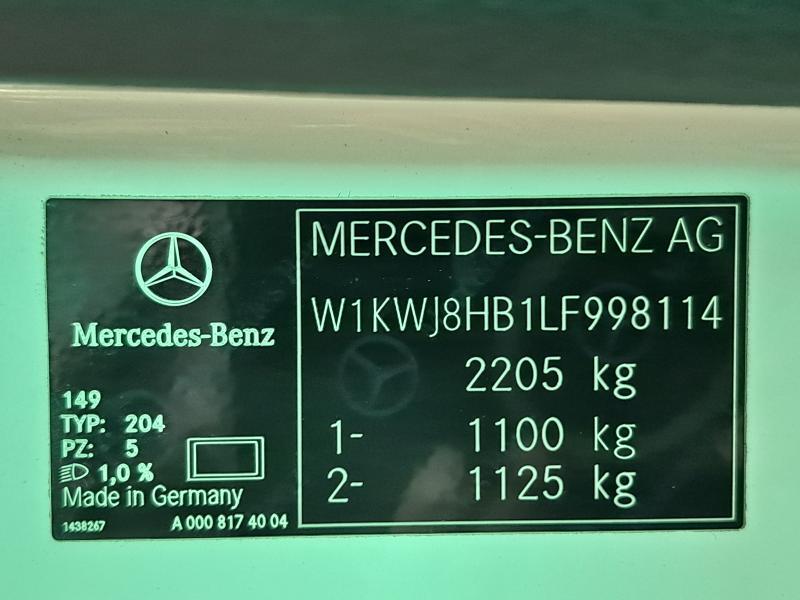 Mercedes-Benz
149
TYP: 204
PZ: 5
1,0 %
Made in Germany
1438267
A 000 817 40 04
MERCEDES-BENZ AG
W1KWJ8HB1LF998114
2205 kg
1- 1100 kg
2- 1125 kg